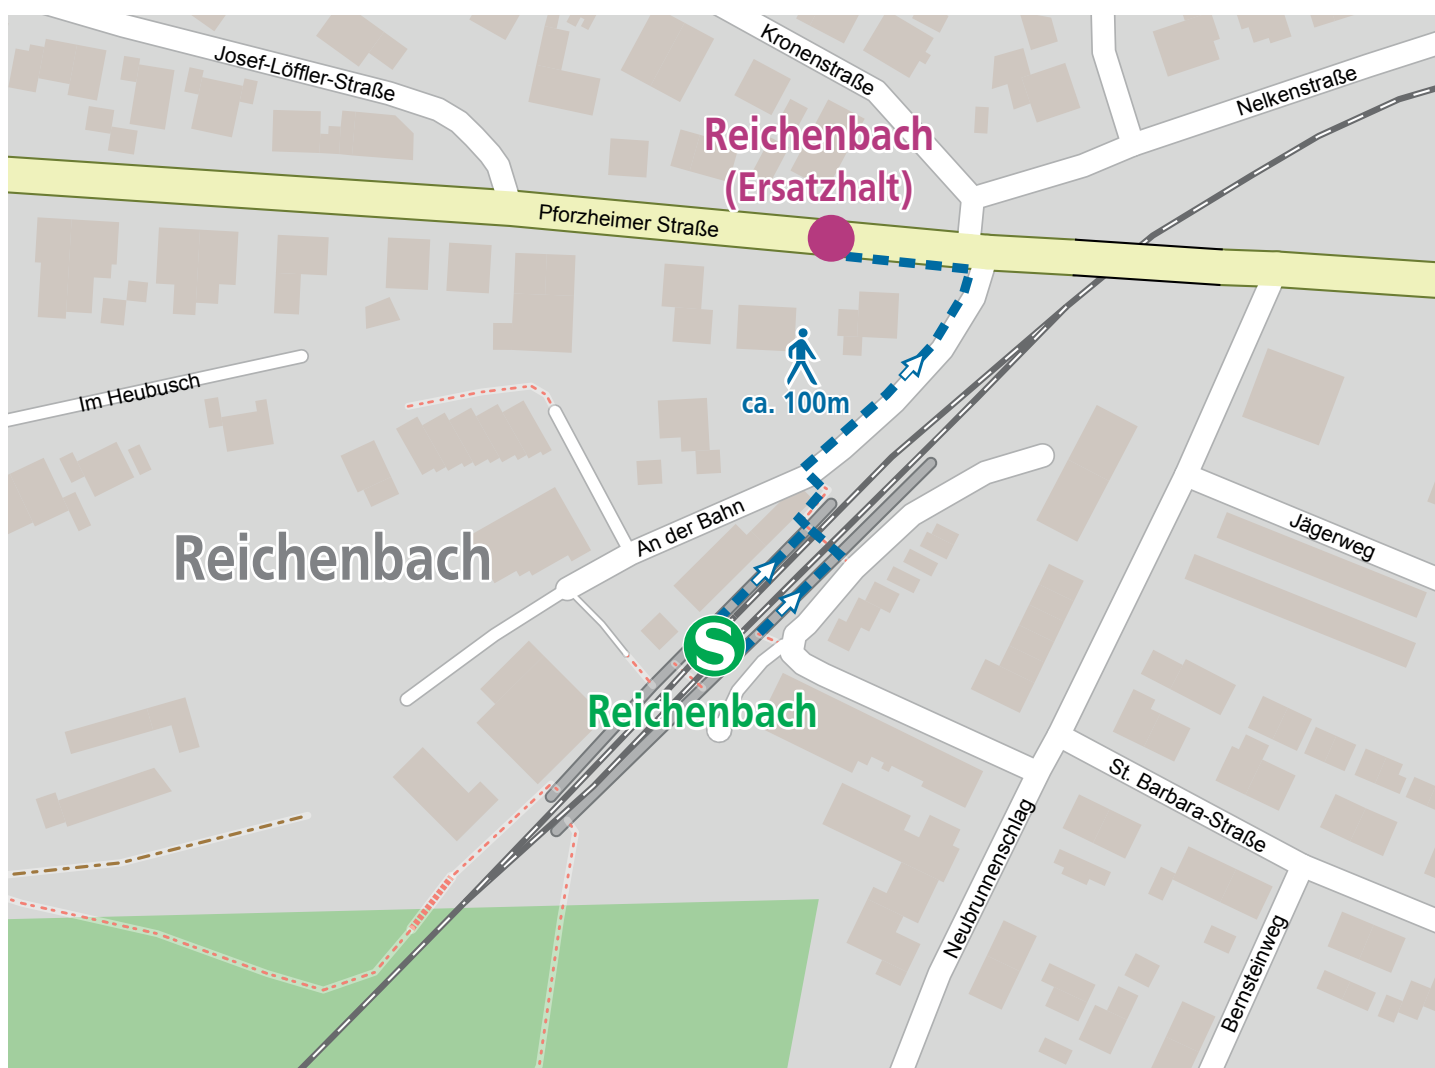 Josef-Löffler-Straße
Kronenstraße
Nelkenstraße
Reichenbach
(Ersatzhalt)
Pforzheimer Straße
Im Heubusch
ca. 100m
Reichenbach
An der Bahn
Jägerweg
S
Reichenbach
St. Barbara-Straße
Neubrunnenschlag
Bernsteinweg